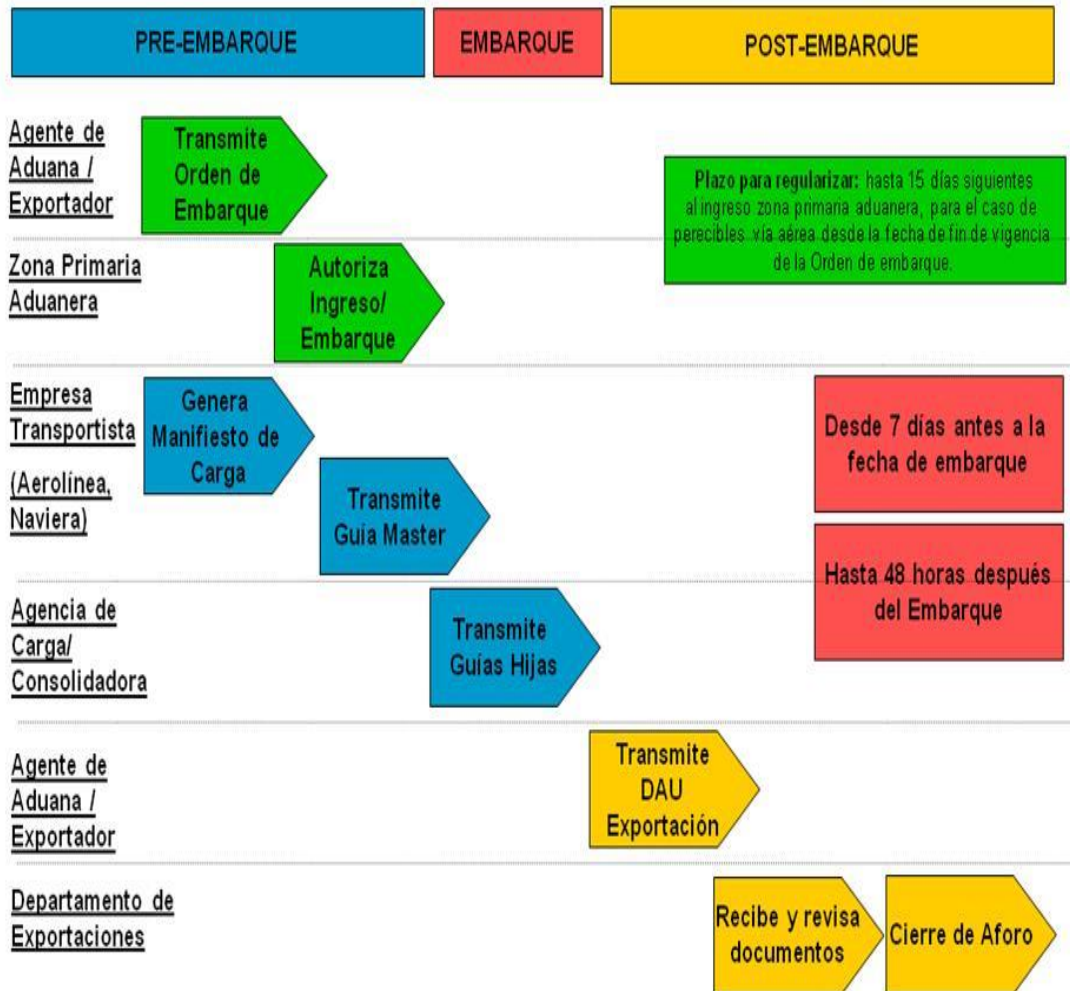 PRE-EMBARQUE
EMBARQUE
POST-EMBARQUE
Agente de
Aduana /
Exportador
Transmite
Orden de
Embarque
Plazo para regularizar: hasta 15 días siguientes
al ingreso zona primaria aduanera, para el caso de
perecibles vía aérea desde la fecha de fin de vigencia
de la Orden de embarque.
Zona Primaria
Aduanera
Autoriza
Ingreso/
Embarque
Empresa
Transportista
(Aerolínea,
Naviera)
Genera
Manifiesto de
Carga
Transmite
Guía Master
Desde 7 días antes a la
fecha de embarque
Hasta 48 horas después
del Embarque
Agencia de
Carga/
Consolidadora
Transmite
Guías Hijas
Agente de
Aduana /
Exportador
Transmite
DAU
Exportación
Departamento de
Exportaciones
Recibe y revisa
documentos
Cierre de Aforo